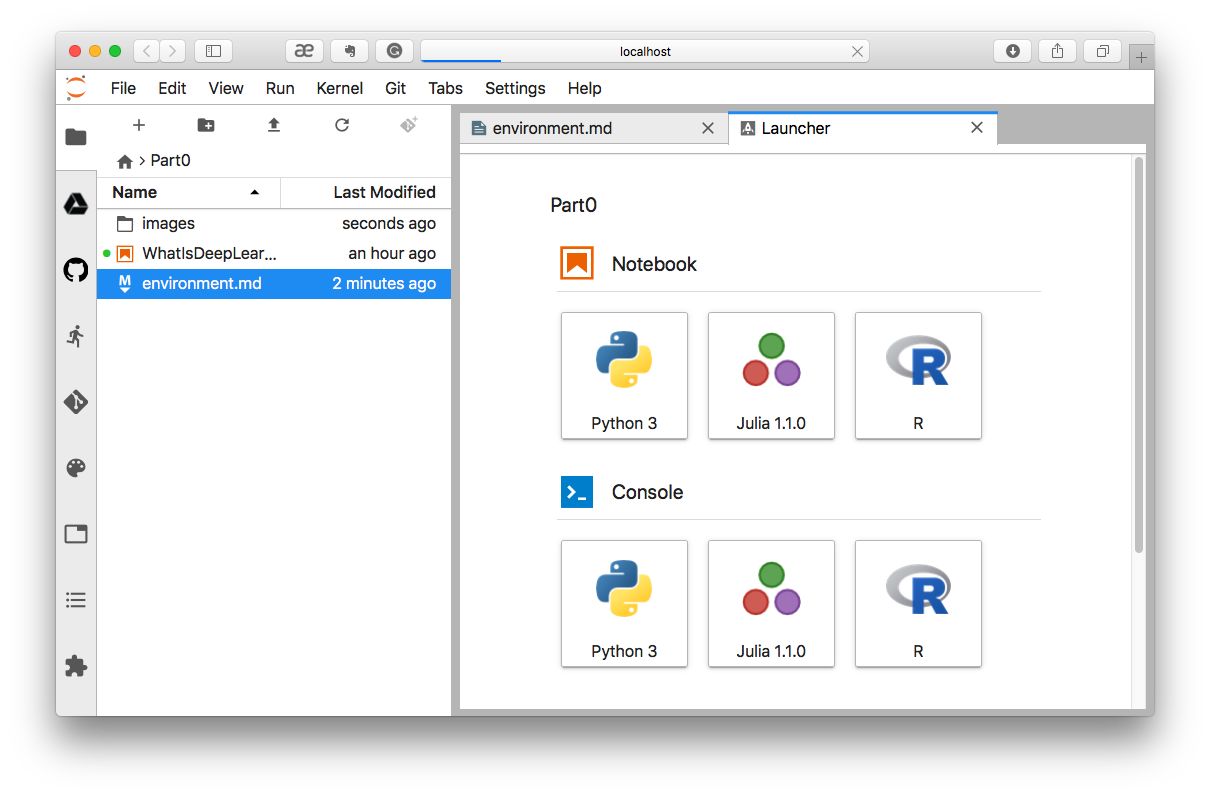 æ
localhost
File Edit View Run Kernel Git Tabs Settings Help
Part0
Name Last Modified
images seconds ago
WhatIsDeepLear... an hour ago
M environment.md 2 minutes ago
environment.md Launcher
Part0
Notebook
Python 3 Julia 1.1.0 R
Console
Python 3 Julia 1.1.0 R